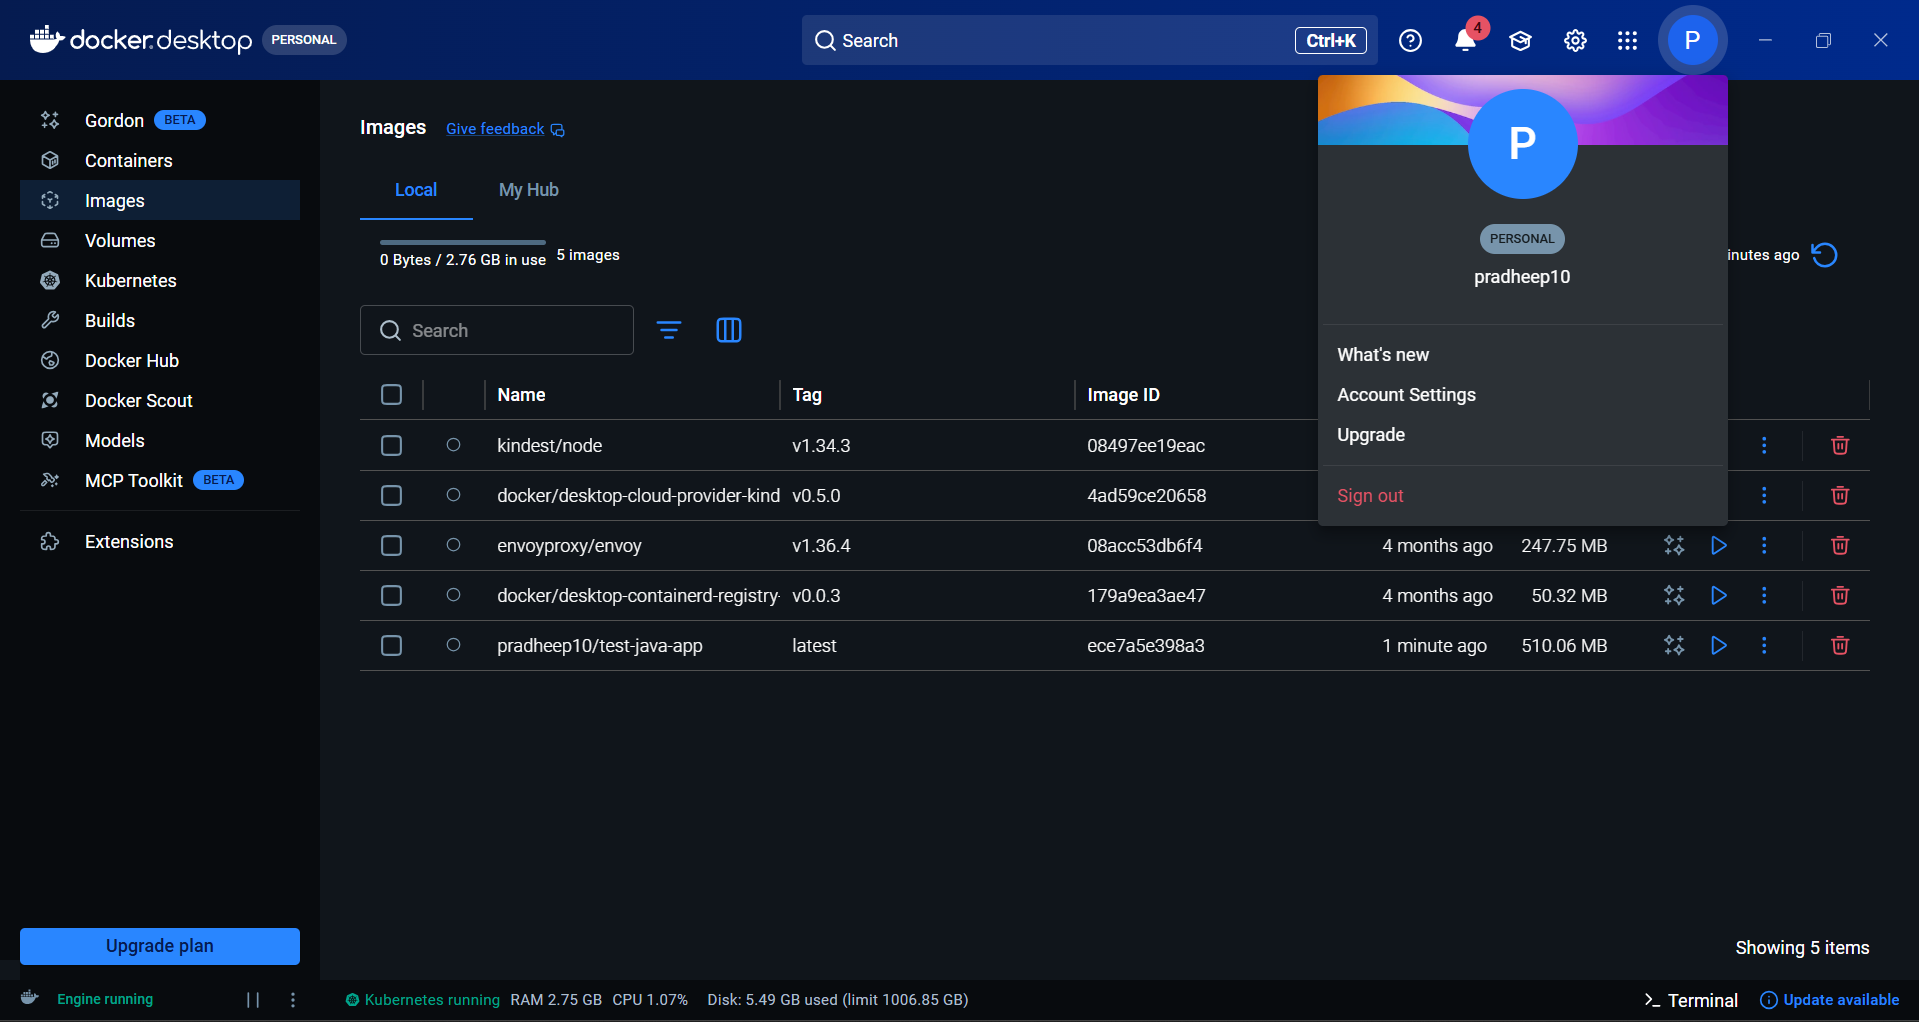 docker.desktop PERSONAL
Search Ctrl+K
4
P
Gordon BETA
Containers
Images
Volumes
Kubernetes
Builds
Docker Hub
Docker Scout
Models
MCP Toolkit BETA
Extensions
Upgrade plan
Images Give feedback
Local My Hub
0 Bytes / 2.76 GB in use 5 images
inutes ago
Search
Name Tag Image ID
kindest/node v1.34.3 08497ee19eac
docker/desktop-cloud-provider-kind v0.5.0 4ad59ce20658
envoyproxy/envoy v1.36.4 08acc53db6f4 4 months ago 247.75 MB
docker/desktop-containerd-registry- v0.0.3 179a9ea3ae47 4 months ago 50.32 MB
pradheep10/test-java-app latest ece7a5e398a3 1 minute ago 510.06 MB
P
PERSONAL
pradheep10
What's new
Account Settings
Upgrade
Sign out
Showing 5 items
Engine running
Kubernetes running RAM 2.75 GB CPU 1.07% Disk: 5.49 GB used (limit 1006.85 GB)
>_ Terminal
Update available